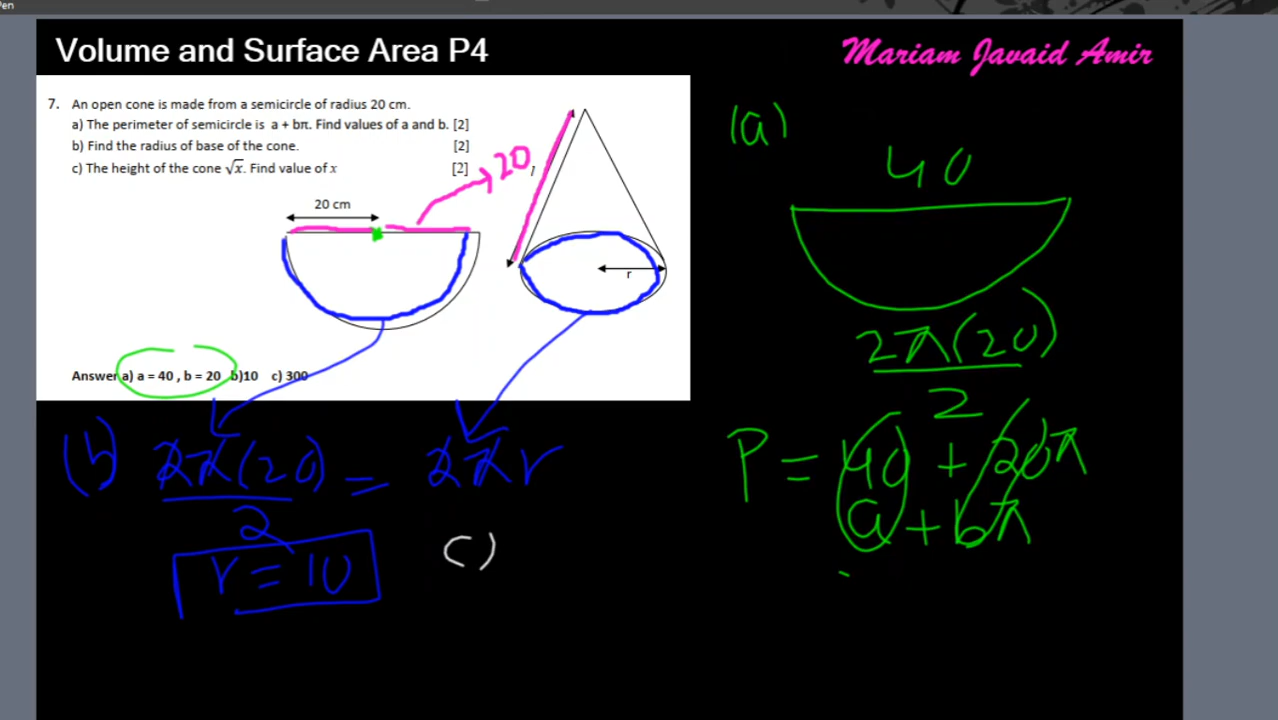 Pen
Volume and Surface Area P4
Mariam Javaid Amir
7. An open cone is made from a semicircle of radius 20 cm.
a) The perimeter of semicircle is a + bπ. Find values of a and b. [2]
b) Find the radius of base of the cone. [2]
c) The height of the cone √x. Find value of x [2]
20 cm
20
l
r
Answer a) a = 40 , b = 20 b)10 c) 300
(a)
40
2π(20)
2
P = 40 + 20π
a + bπ
(b) 2π(20) = 2πr
2
r = 10
c)